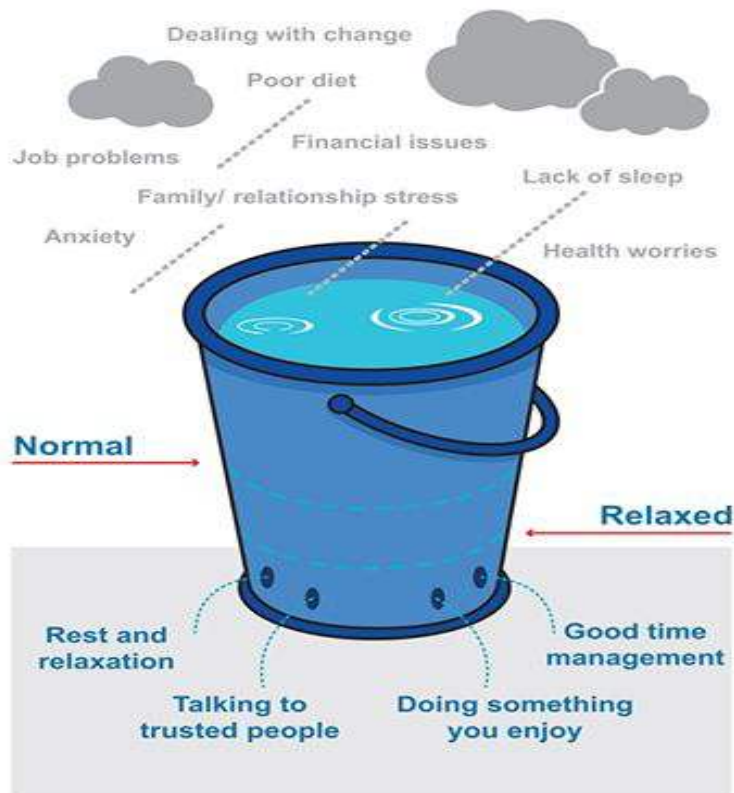 Dealing with change
Poor diet
Financial issues
Job problems
Lack of sleep
Family/ relationship stress
Anxiety
Health worries
Normal
Relaxed
Rest and
relaxation
Good time
management
Talking to
trusted people
Doing something
you enjoy